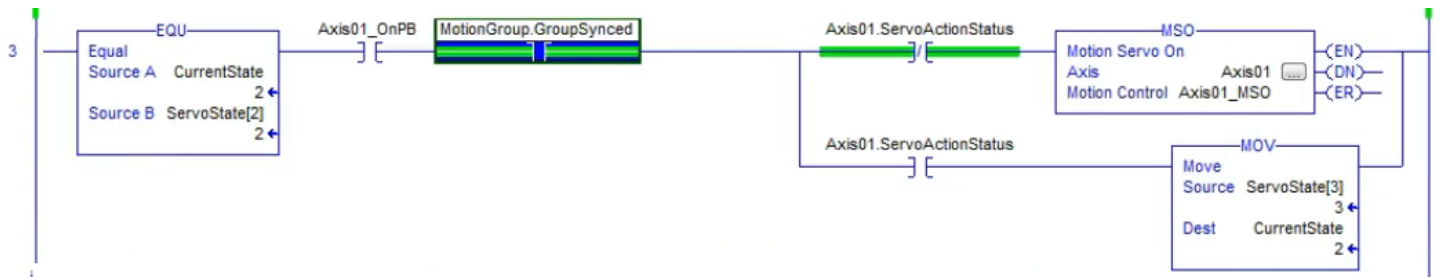 Axis01_OnPB MotionGroup.GroupSynced Axis01.ServoActionStatus
EQU MSO
3 Equal Motion Servo On (EN)
Source A CurrentState Axis Axis01 ... (DN)
2 Motion Control Axis01_MSO (ER)
Source B ServoState[2]
2
Axis01.ServoActionStatus MOV
Move
Source ServoState[3]
3
Dest CurrentState
2